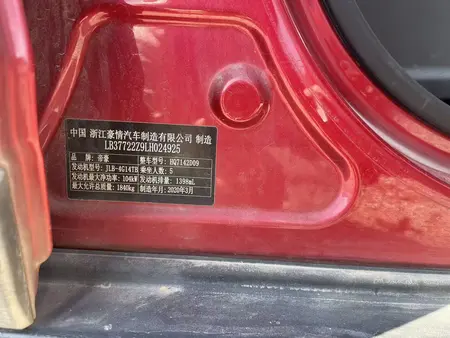 中国 浙江豪情汽车制造有限公司 制造
LB37722Z9LH024925
品牌：帝豪 整车型号：HQ7142D09
发动机型号：JLB-4G14TB 乘坐人数：5
发动机最大净功率：104kW 发动机排量：1398mL
最大允许总质量：1840kg 制造年月：2020年3月